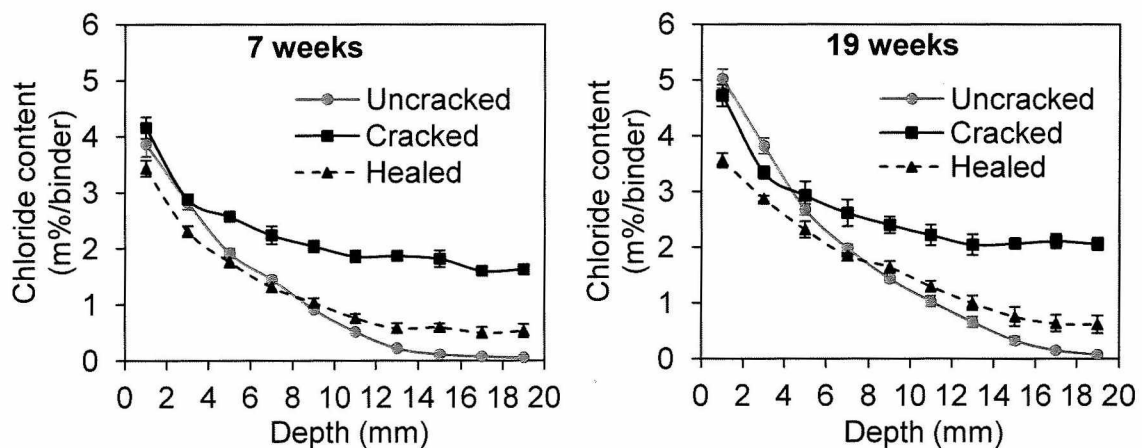 7 weeks
Chloride content
(m%/binder)
6
5
4
3
2
1
0
Uncracked
Cracked
Healed
0 2 4 6 8 10 12 14 16 18 20
Depth (mm)
19 weeks
Chloride content
(m%/binder)
6
5
4
3
2
1
0
Uncracked
Cracked
Healed
0 2 4 6 8 10 12 14 16 18 20
Depth (mm)